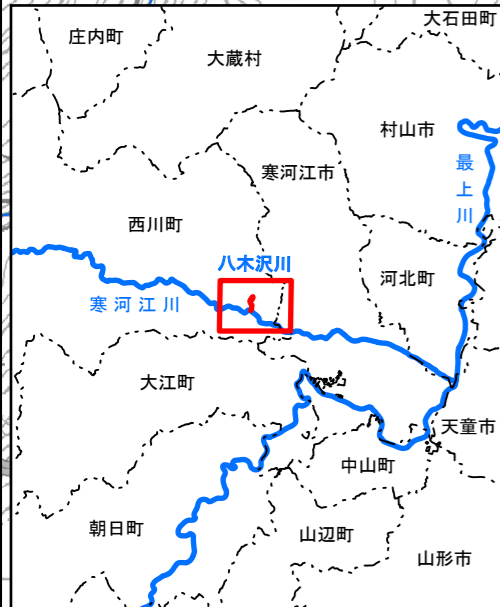 大石田町
庄内町
大蔵村
村山市
最上川
寒河江市
西川町
八木沢川
河北町
寒河江川
大江町
天童市
中山町
朝日町
山辺町
山形市